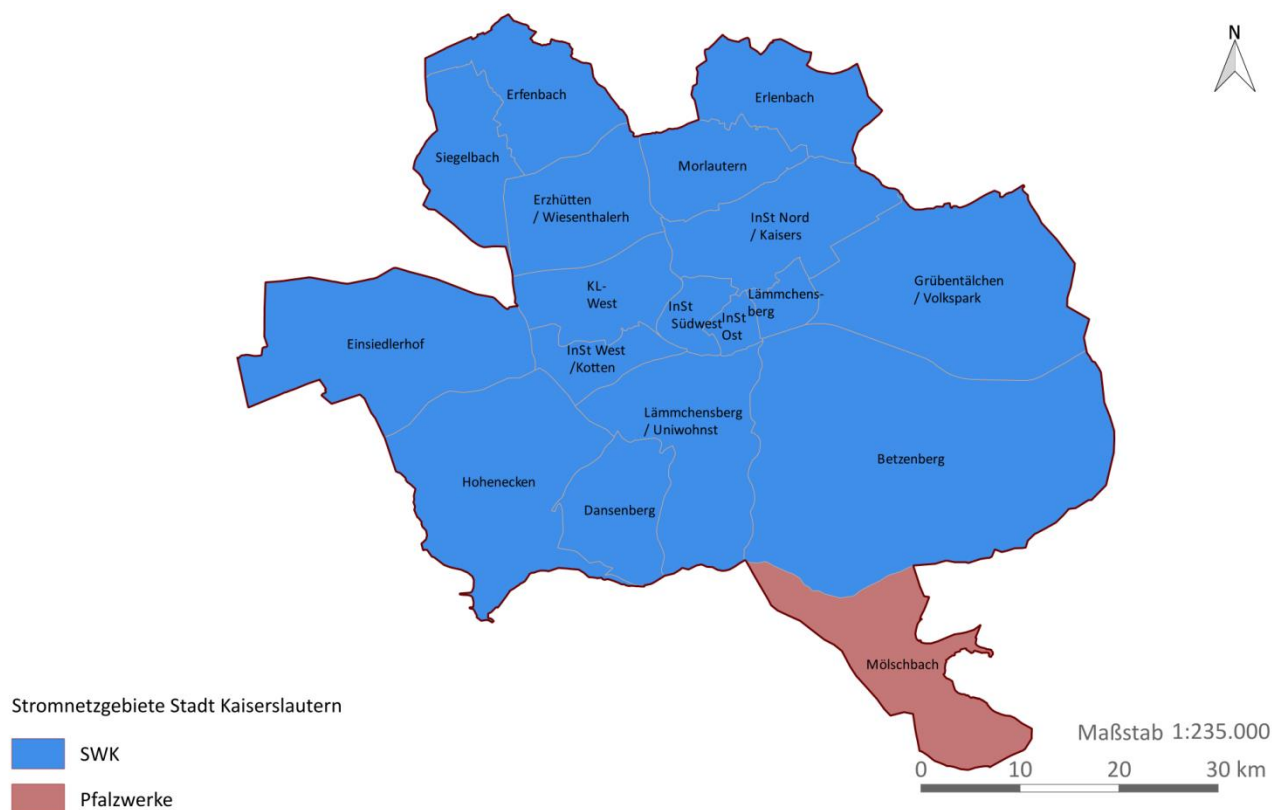 N
Erfenbach
Erlenbach
Siegelbach
Morlautern
Erzhütten
/ Wiesenthalerh
InSt Nord
/ Kaisers
Grübentälchen
/ Volkspark
KL-
West
Lämmchens-
berg
InSt
Südwest
InSt
Ost
Einsiedlerhof
InSt West
/Kotten
Lämmchensberg
/ Uniwohnst
Betzenberg
Hohenecken
Dansenberg
Mölschbach
Stromnetzgebiete Stadt Kaiserslautern
SWK
Pfalzwerke
Maßstab 1:235.000
0 10 20 30 km